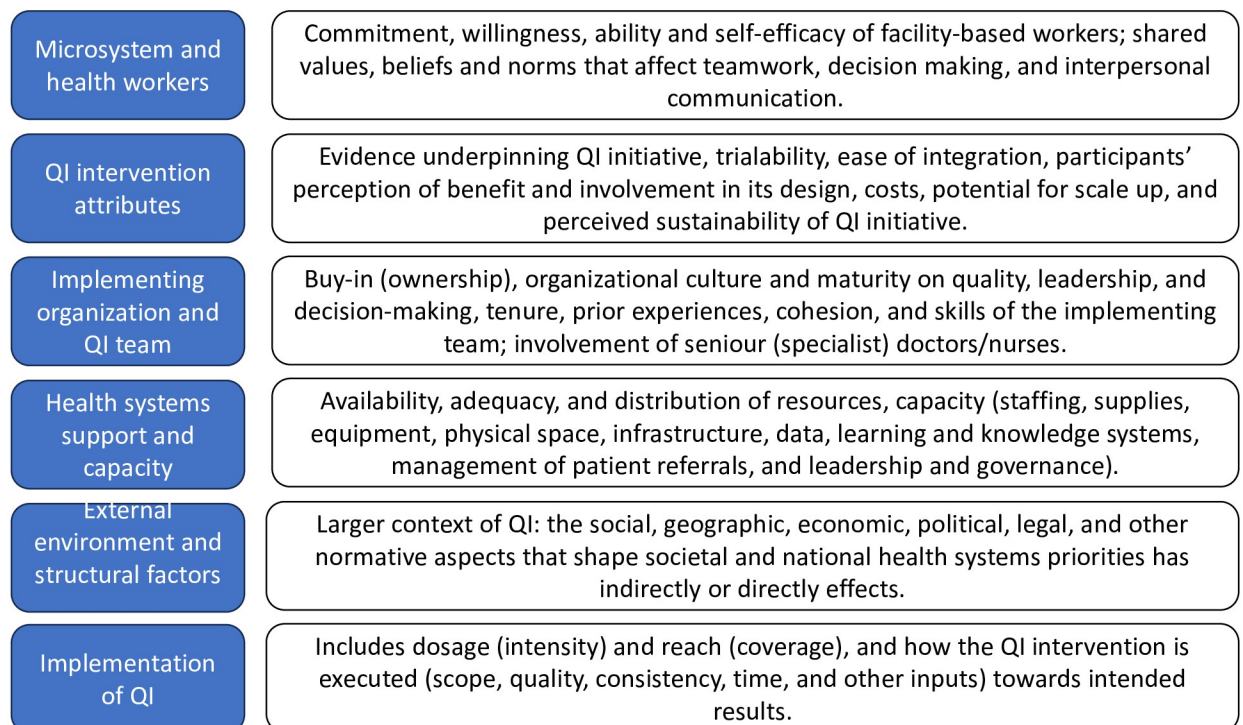 Microsystem and
health workers
Commitment, willingness, ability and self-efficacy of facility-based workers; shared
values, beliefs and norms that affect teamwork, decision making, and interpersonal
communication.
QI intervention
attributes
Evidence underpinning QI initiative, trialability, ease of integration, participants’
perception of benefit and involvement in its design, costs, potential for scale up, and
perceived sustainability of QI initiative.
Implementing
organization and
QI team
Buy-in (ownership), organizational culture and maturity on quality, leadership, and
decision-making, tenure, prior experiences, cohesion, and skills of the implementing
team; involvement of seniour (specialist) doctors/nurses.
Health systems
support and
capacity
Availability, adequacy, and distribution of resources, capacity (staffing, supplies,
equipment, physical space, infrastructure, data, learning and knowledge systems,
management of patient referrals, and leadership and governance).
External
environment and
structural factors
Larger context of QI: the social, geographic, economic, political, legal, and other
normative aspects that shape societal and national health systems priorities has
indirectly or directly effects.
Implementation
of QI
Includes dosage (intensity) and reach (coverage), and how the QI intervention is
executed (scope, quality, consistency, time, and other inputs) towards intended
results.